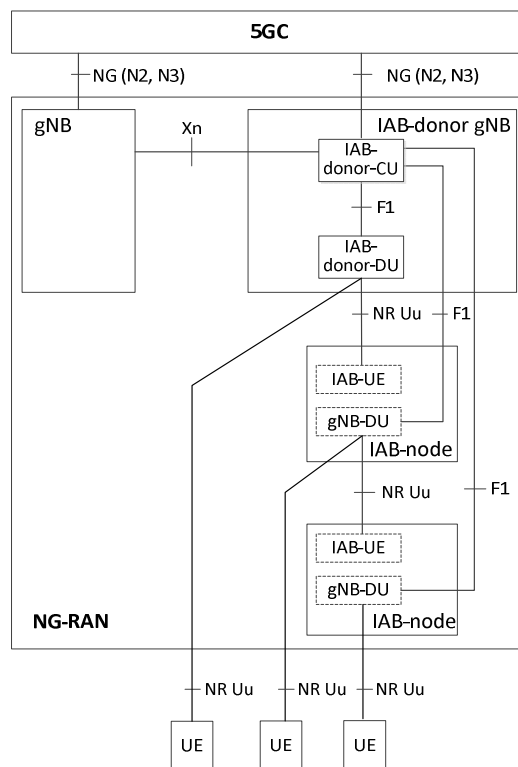 5GC
NG (N2, N3)
NG (N2, N3)
gNB
Xn
IAB-donor gNB
IAB-
donor-CU
F1
IAB-
donor-DU
NR Uu
F1
IAB-UE
gNB-DU
IAB-node
NR Uu
F1
IAB-UE
gNB-DU
IAB-node
NG-RAN
NR Uu
NR Uu
NR Uu
UE
UE
UE